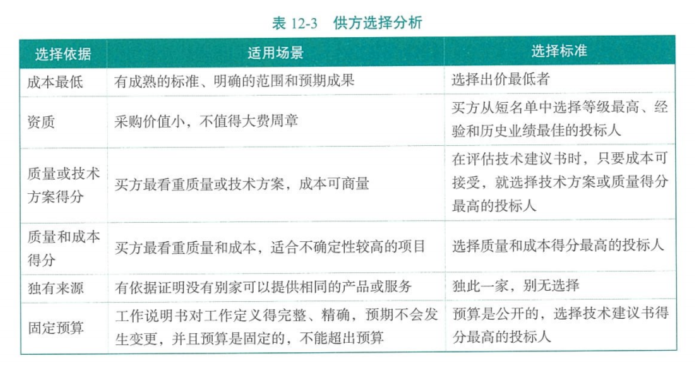 表 12-3 供方选择分析
选择依据 适用场景 选择标准
成本最低 有成熟的标准、明确的范围和预期成果 选择出价最低者
资质 采购价值小，不值得大费周章 买方从短名单中选择等级最高、经
验和历史业绩最佳的投标人
质量或技术
方案得分 买方最看重质量或技术方案，成本可商量 在评估技术建议书时，只要成本可
接受，就选择技术方案或质量得分
最高的投标人
质量和成本
得分 买方最看重质量和成本，适合不确定性较高的项目 选择质量和成本得分最高的投标人
独有来源 有依据证明没有别家可以提供相同的产品或服务 独此一家，别无选择
固定预算 工作说明书对工作定义得完整、精确，预期不会发
生变更，并且预算是固定的，不能超出预算 预算是公开的，选择技术建议书得
分最高的投标人